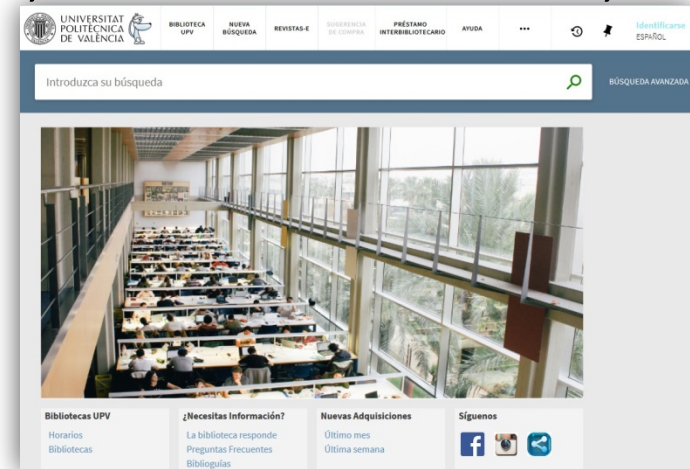 UNIVERSITAT
POLITÈCNICA
DE VALÈNCIA
BIBLIOTECA
UPV
NUEVA
BÚSQUEDA
REVISTAS-E
SUGERENCIA
DE COMPRA
PRÉSTAMO
INTERBIBLIOTECARIO
AYUDA
...
Identificarse
ESPAÑOL
Introduzca su búsqueda
BÚSQUEDA AVANZADA
Bibliotecas UPV
Horarios
Bibliotecas
¿Necesitas Información?
La biblioteca responde
Preguntas Frecuentes
Biblioguías
Nuevas Adquisiciones
Último mes
Última semana
Síguenos